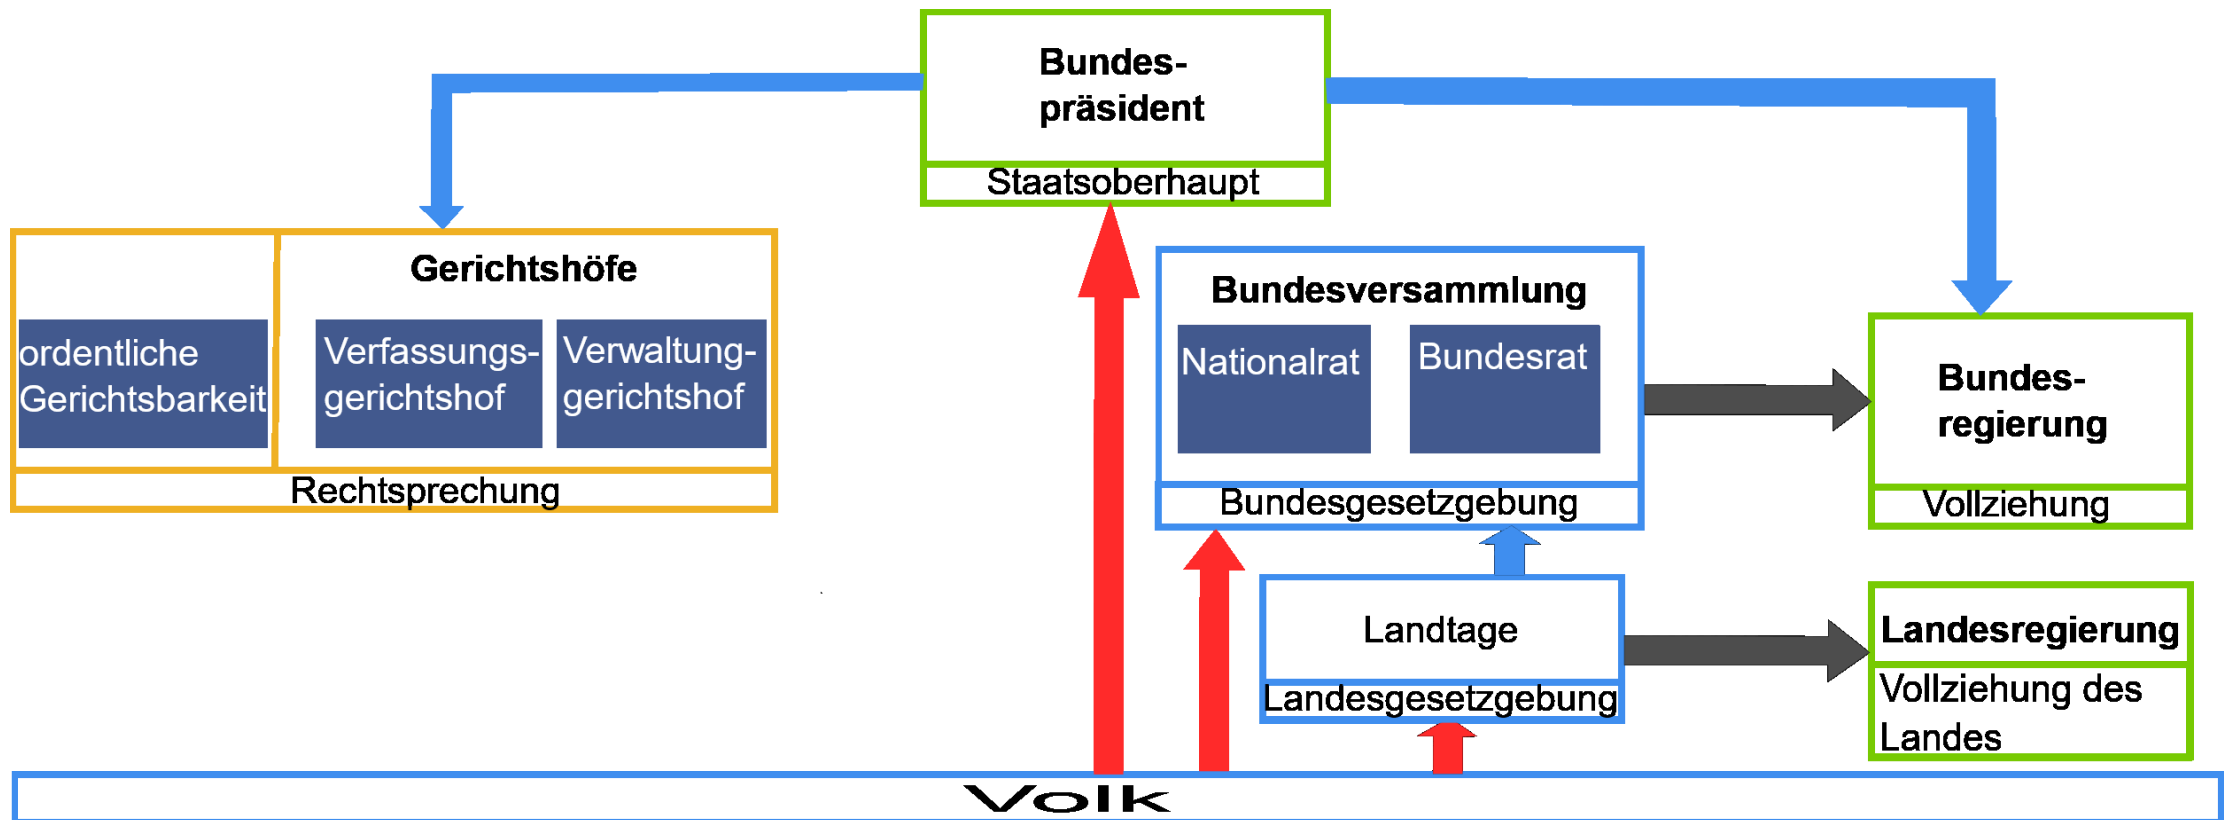 Bundes-
präsident
Staatsoberhaupt
Gerichtshöfe
ordentliche
Gerichtsbarkeit
Verfassungs-
gerichtshof
Verwaltung-
gerichtshof
Rechtsprechung
Bundesversammlung
Nationalrat
Bundesrat
Bundesgesetzgebung
Bundes-
regierung
Vollziehung
Landtage
Landesgesetzgebung
Landesregierung
Vollziehung des
Landes
Volk